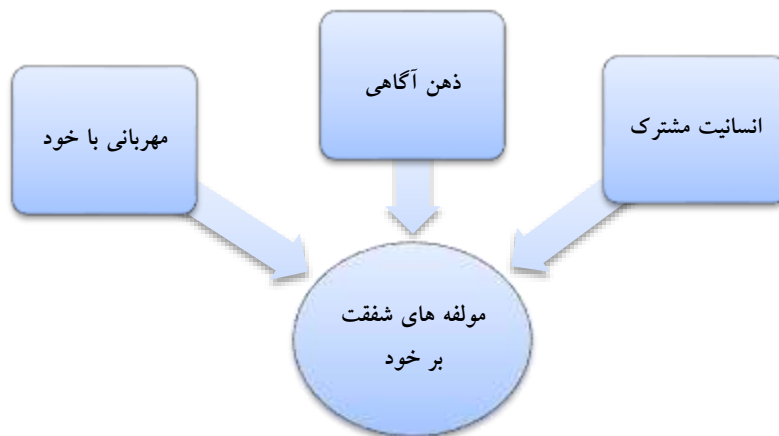 انسانیت مشترک
ذهن آگاهی
مهربانی با خود
مولفه های شفقت
بر خود